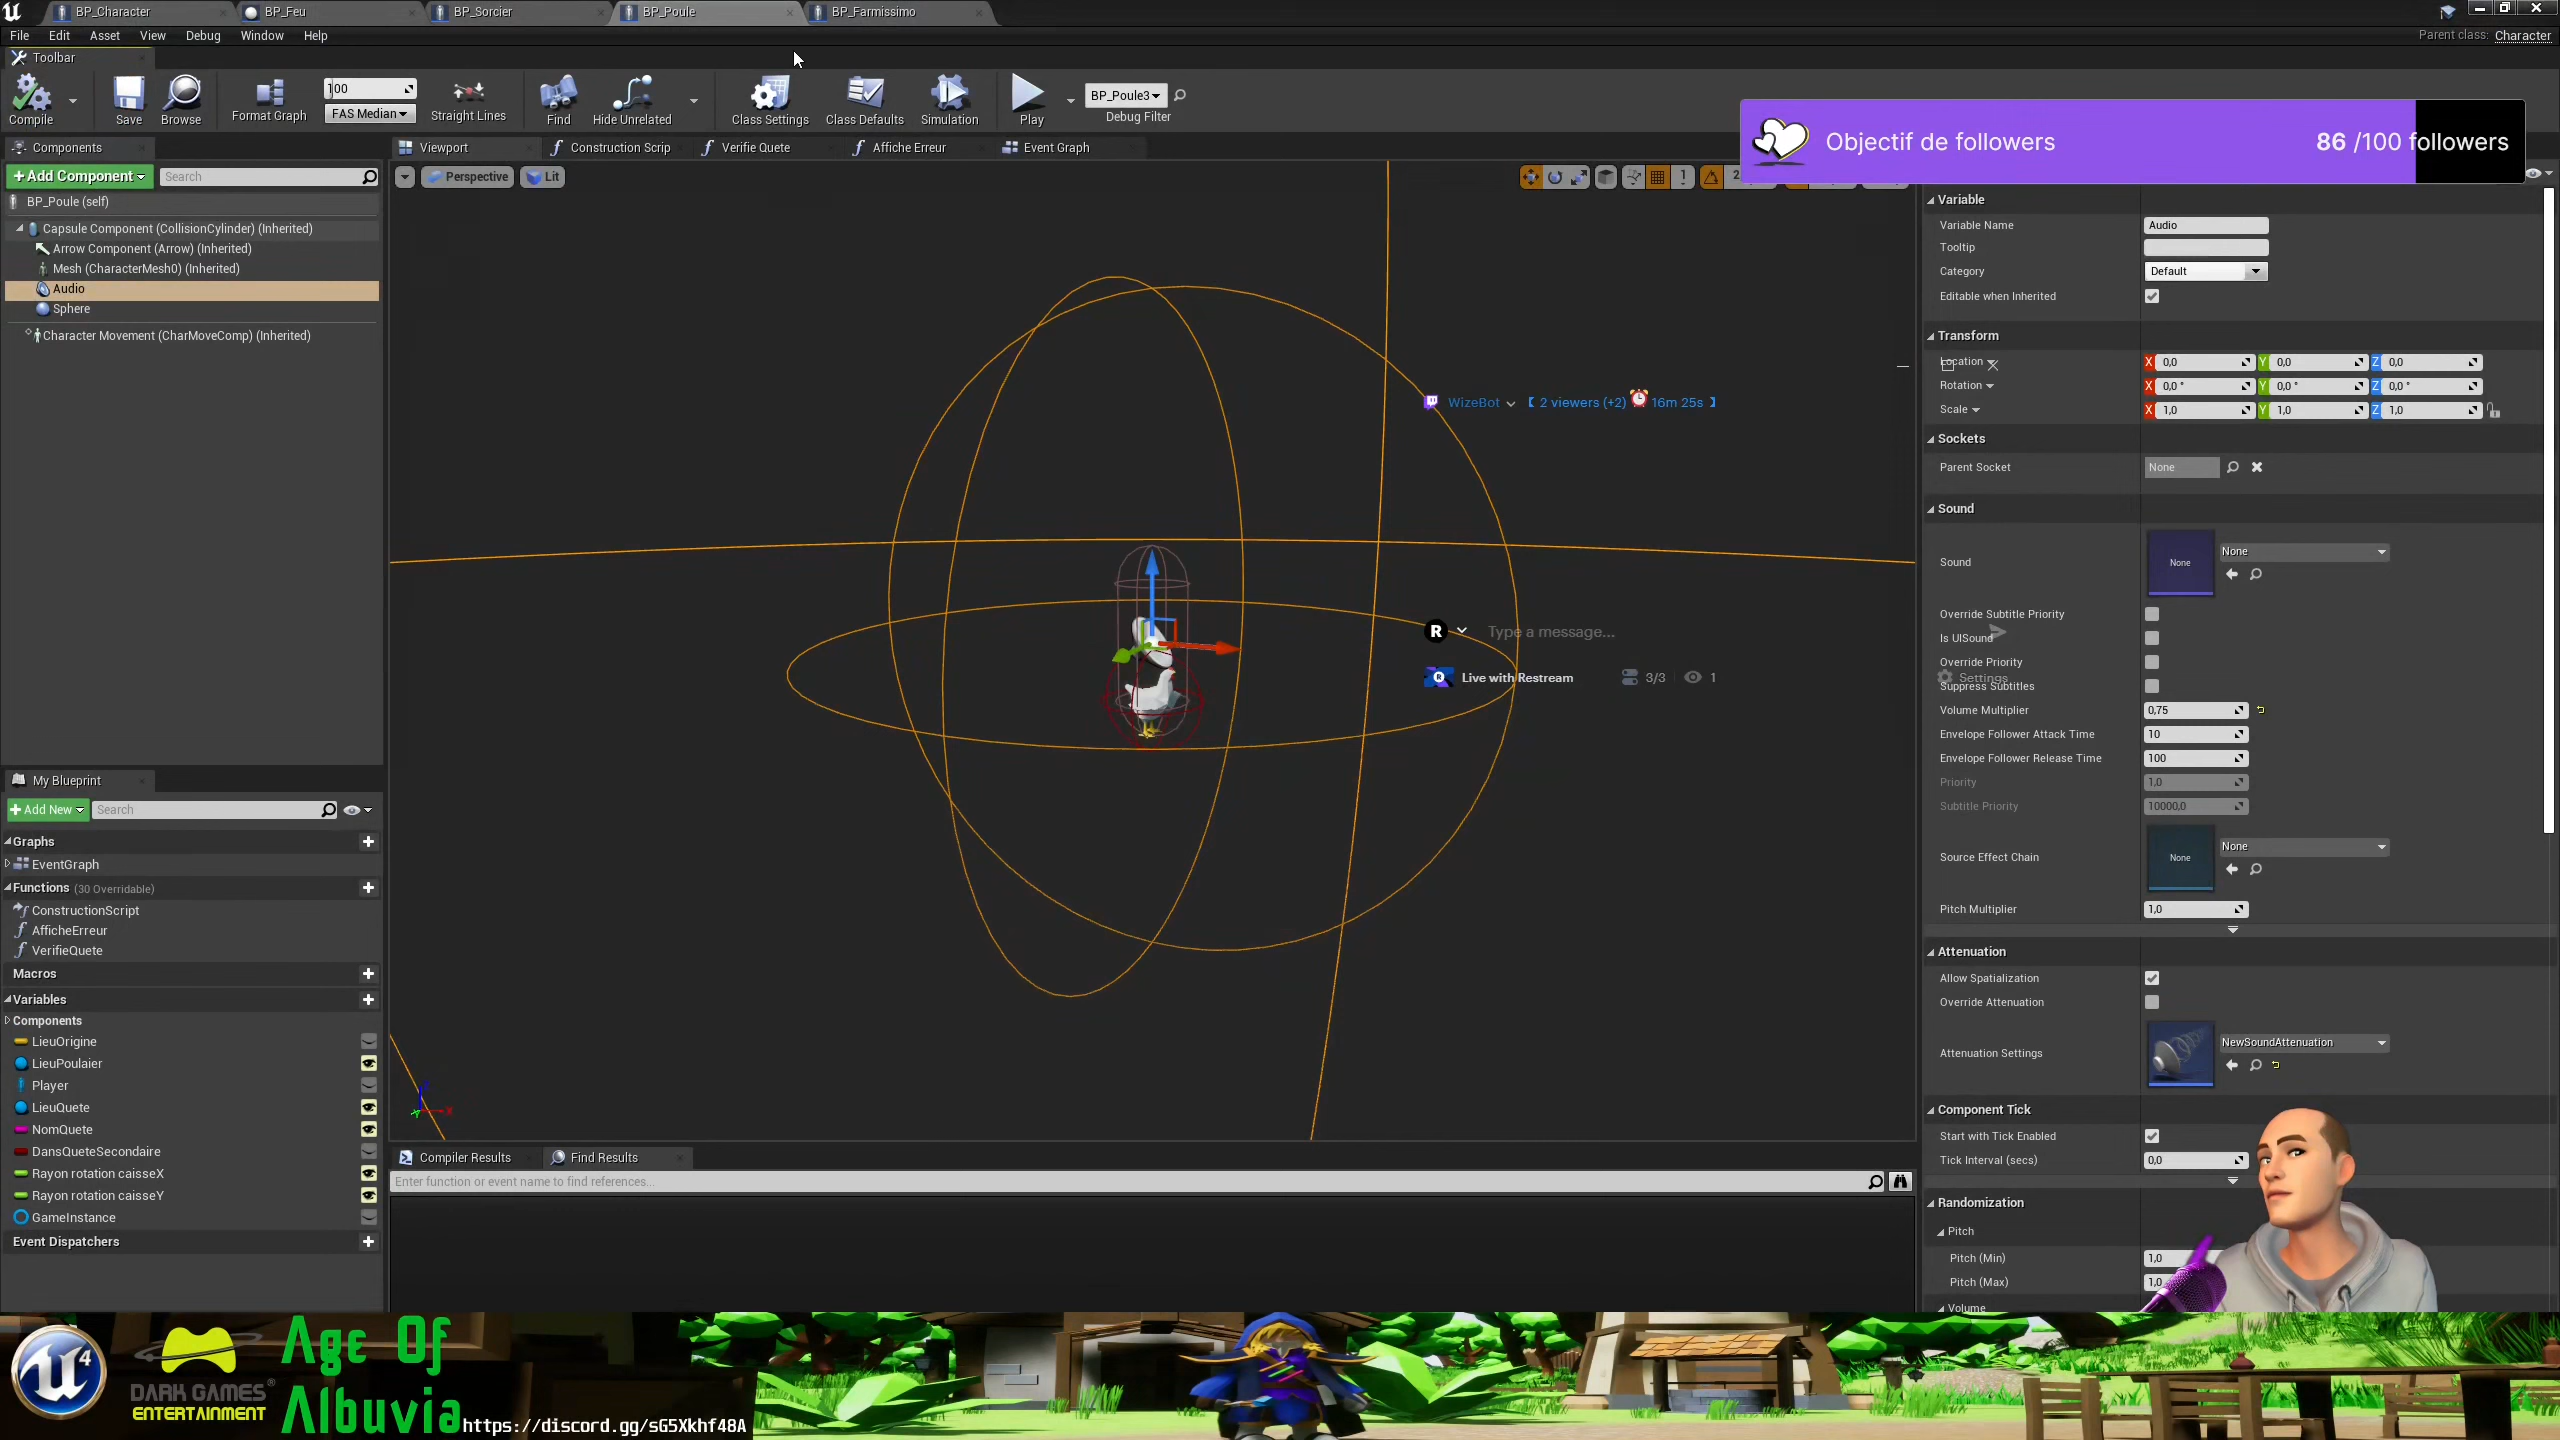 BP_Character
BP_Feu
BP_Sorcier
BP_Poule
BP_Farmissimo
File
Edit
Asset
View
Debug
Window
Help
Parent class: Character
Toolbar
Compile
Save
Browse
Format Graph
100
FAS Median
Straight Lines
Find
Hide Unrelated
Class Settings
Class Defaults
Simulation
Play
BP_Poule3
Debug Filter
Objectif de followers
86 /100 followers
Components
+ Add Component
Search
BP_Poule (self)
Capsule Component (CollisionCylinder) (Inherited)
Arrow Component (Arrow) (Inherited)
Mesh (CharacterMesh0) (Inherited)
Audio
Sphere
Character Movement (CharMoveComp) (Inherited)
Viewport
Construction Scrip
Verifie Quete
Affiche Erreur
Event Graph
Perspective
Lit
1
2
WizeBot
【 2 viewers (+2) 16m 25s 】
R
Type a message...
Live with Restream
3/3
1
Settings
Variable
Variable Name
Audio
Tooltip
Category
Default
Editable when Inherited
Transform
Location
X 0,0 Y 0,0 Z 0,0
Rotation
X 0,0 ° Y 0,0 ° Z 0,0 °
Scale
X 1,0 Y 1,0 Z 1,0
Sockets
Parent Socket
None
Sound
Sound
None
None
Override Subtitle Priority
Is UISound
Override Priority
Suppress Subtitles
Volume Multiplier
0,75
Envelope Follower Attack Time
10
Envelope Follower Release Time
100
Priority
1,0
Subtitle Priority
10000,0
Source Effect Chain
None
None
Pitch Multiplier
1,0
Attenuation
Allow Spatialization
Override Attenuation
Attenuation Settings
NewSoundAttenuation
Component Tick
Start with Tick Enabled
Tick Interval (secs)
0,0
Randomization
Pitch
Pitch (Min)
1,0
Pitch (Max)
1,0
Volume
My Blueprint
+ Add New
Search
Graphs
EventGraph
Functions (30 Overridable)
ConstructionScript
AfficheErreur
VerifieQuete
Macros
Variables
Components
LieuOrigine
LieuPoulaier
Player
LieuQuete
NomQuete
DansQueteSecondaire
Rayon rotation caisseX
Rayon rotation caisseY
GameInstance
Event Dispatchers
Compiler Results
Find Results
Enter function or event name to find references...
4
DARK GAMES®
ENTERTAINMENT
Age Of
Albuvia
https://discord.gg/sG5Xkhf48A